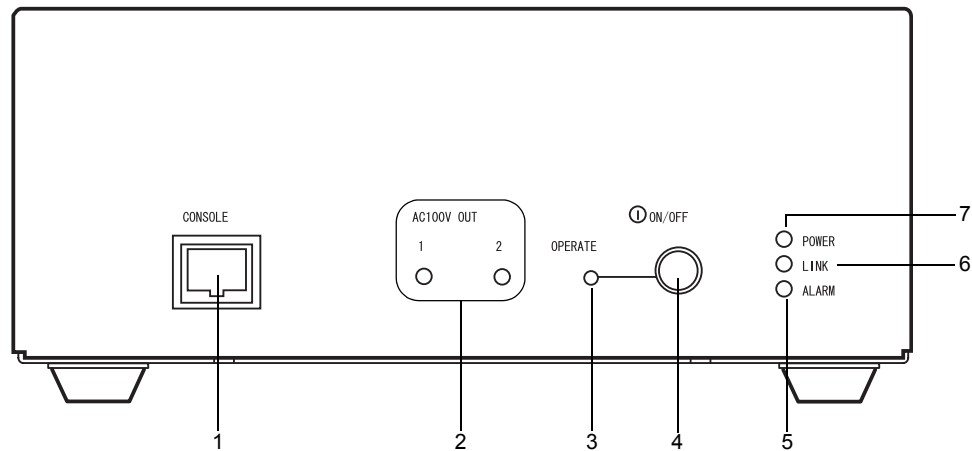 CONSOLE
AC100V OUT
1 2
OPERATE
ON/OFF
POWER
LINK
ALARM
7
6
1 2 3 4 5